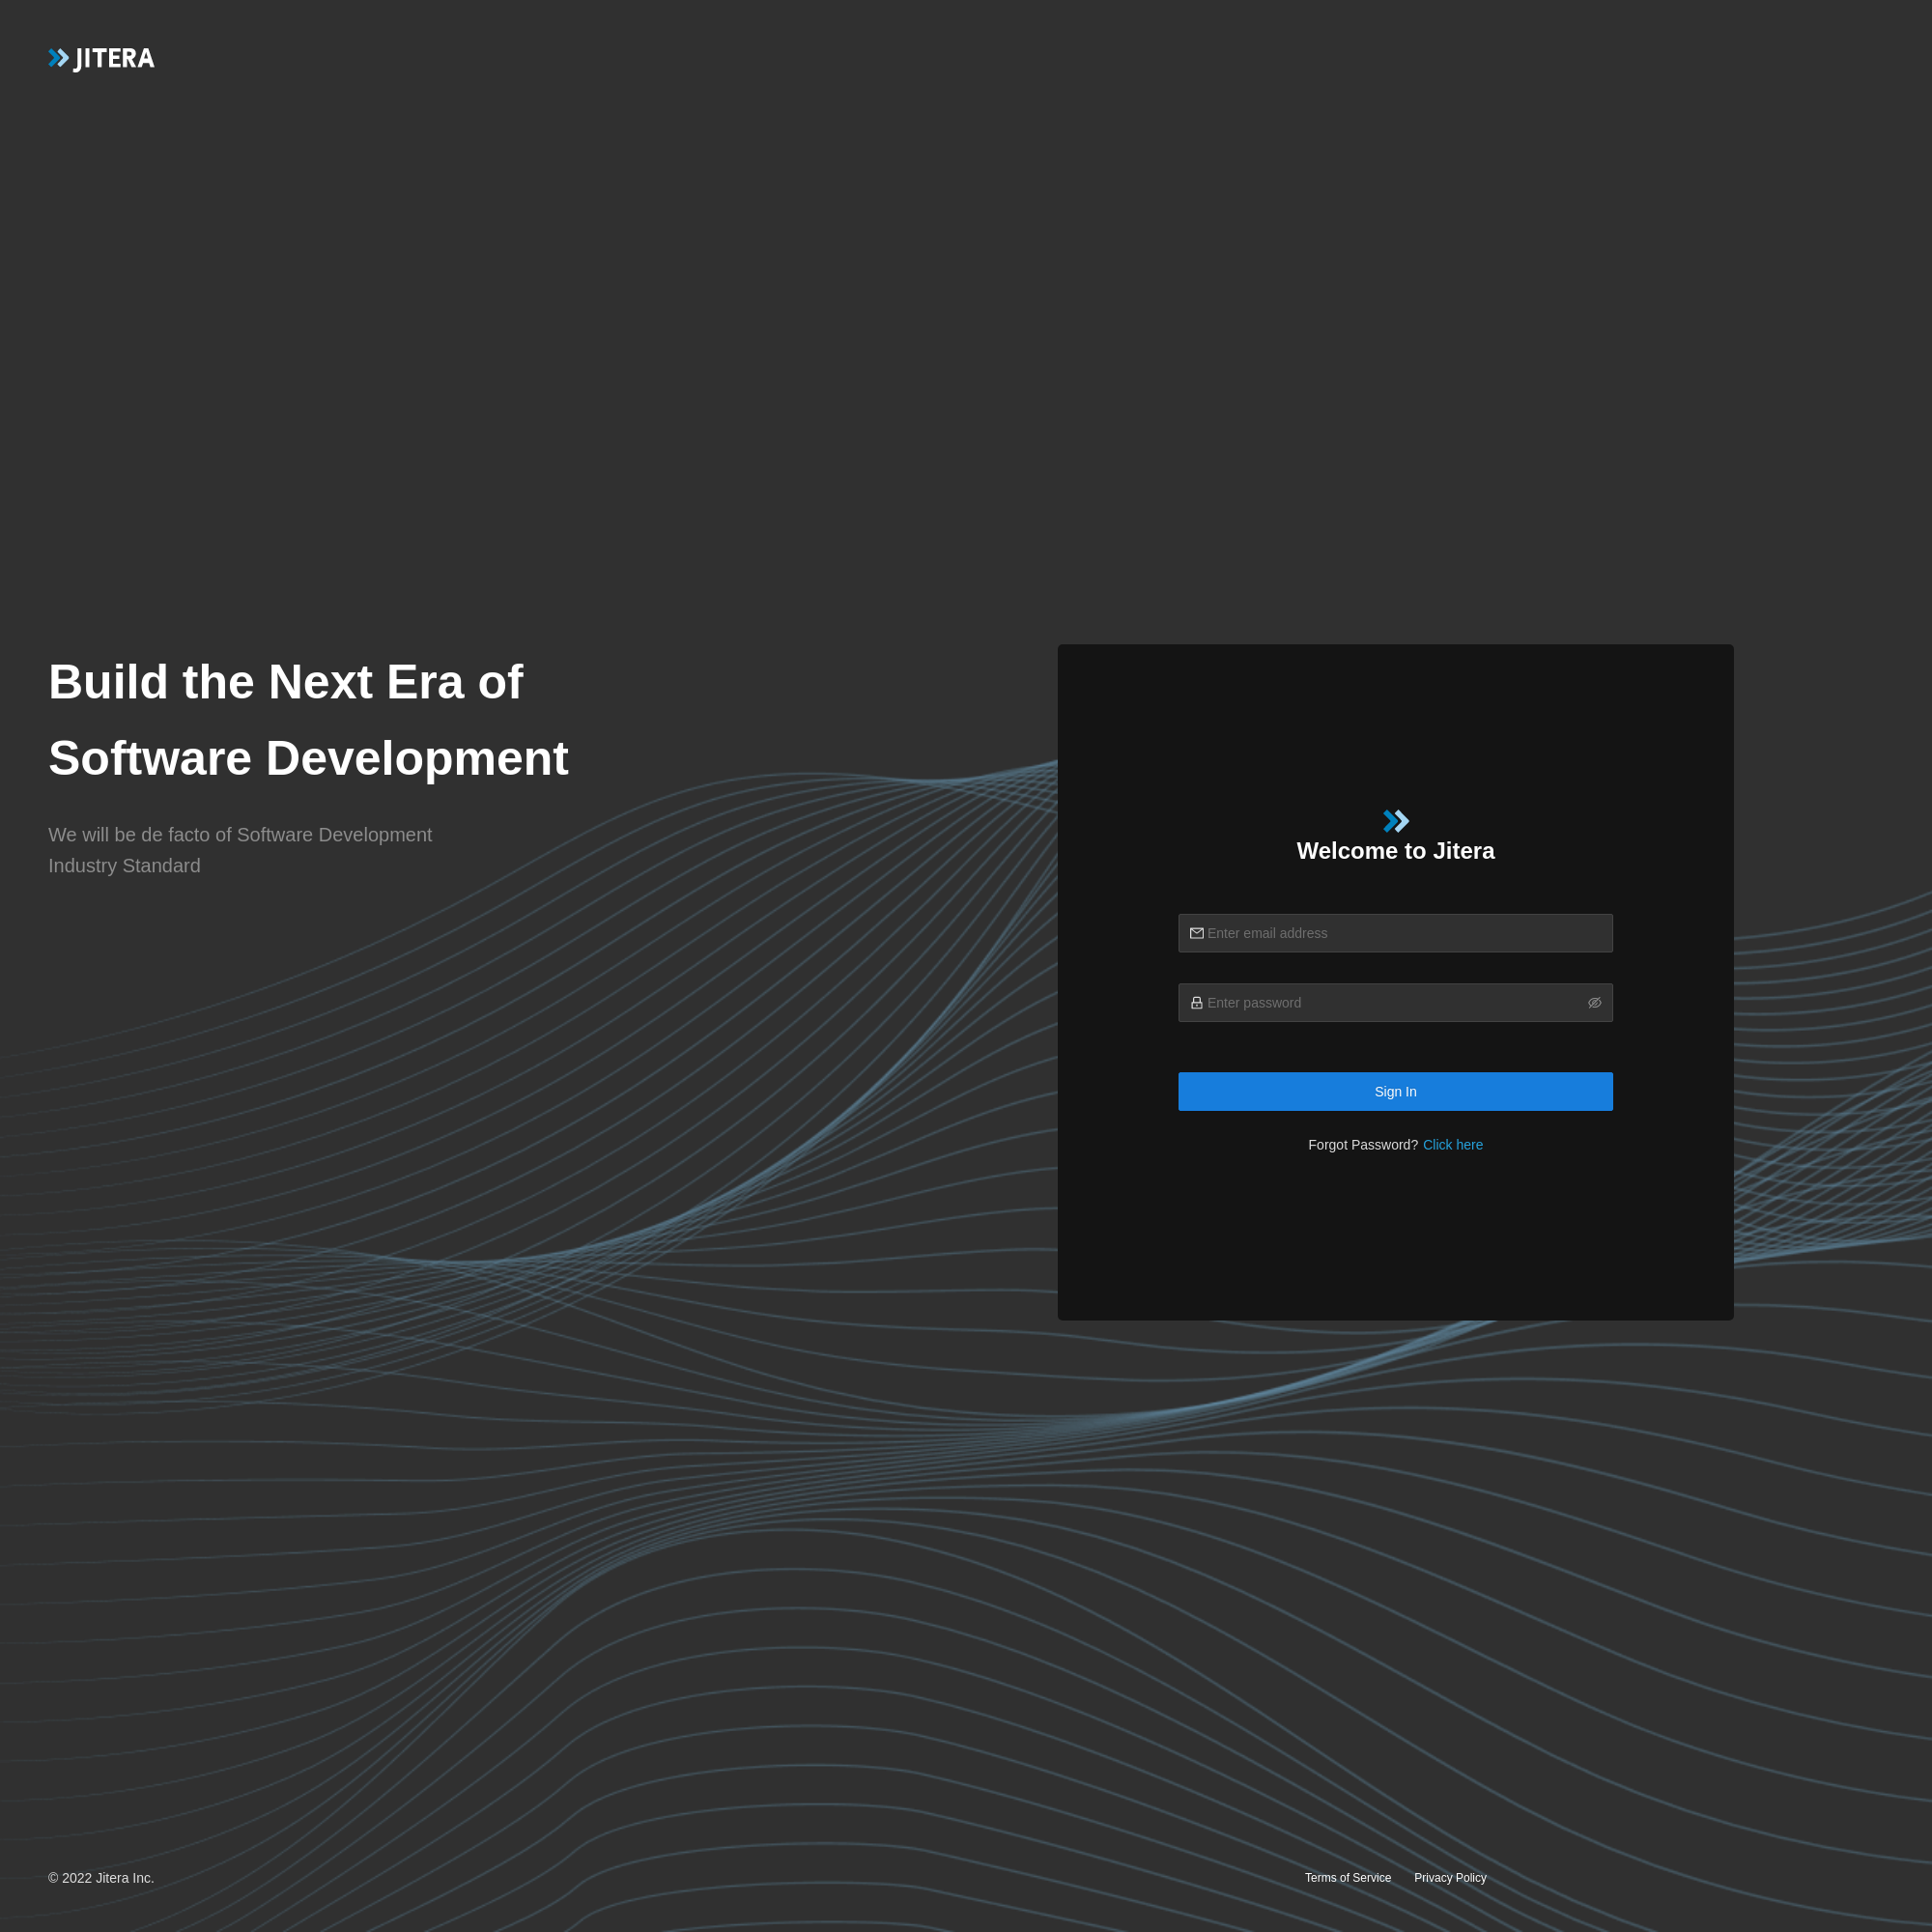 JITERA
Build the Next Era of
Software Development
We will be de facto of Software Development
Industry Standard
Welcome to Jitera
Enter email address
Enter password
Sign In
Forgot Password? Click here
© 2022 Jitera Inc.
Terms of Service Privacy Policy